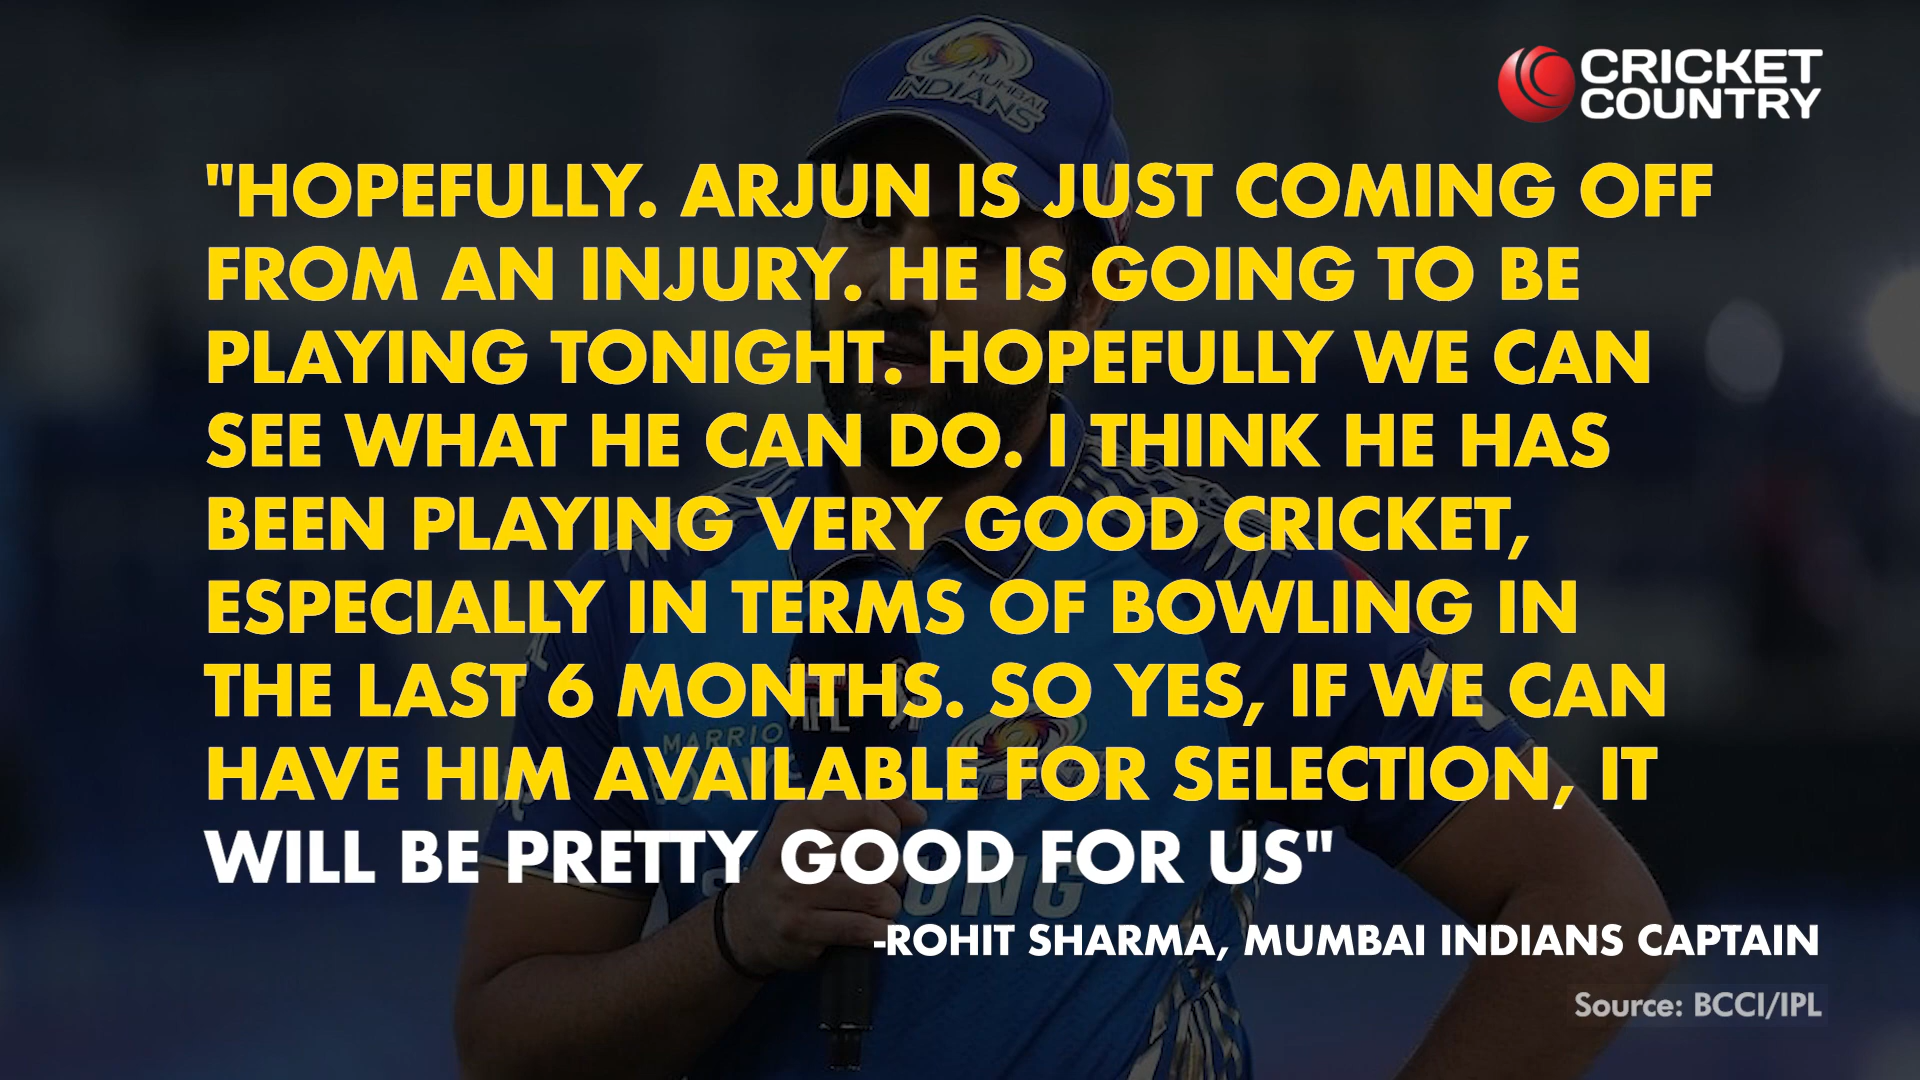 CRICKET
COUNTRY
MUMBAI
INDIANS
"HOPEFULLY. ARJUN IS JUST COMING OFF
FROM AN INJURY. HE IS GOING TO BE
PLAYING TONIGHT. HOPEFULLY WE CAN
SEE WHAT HE CAN DO. I THINK HE HAS
BEEN PLAYING VERY GOOD CRICKET,
ESPECIALLY IN TERMS OF BOWLING IN
THE LAST 6 MONTHS. SO YES, IF WE CAN
HAVE HIM AVAILABLE FOR SELECTION, IT
WILL BE PRETTY GOOD FOR US"
-ROHIT SHARMA, MUMBAI INDIANS CAPTAIN
Source: BCCI/IPL
IPL